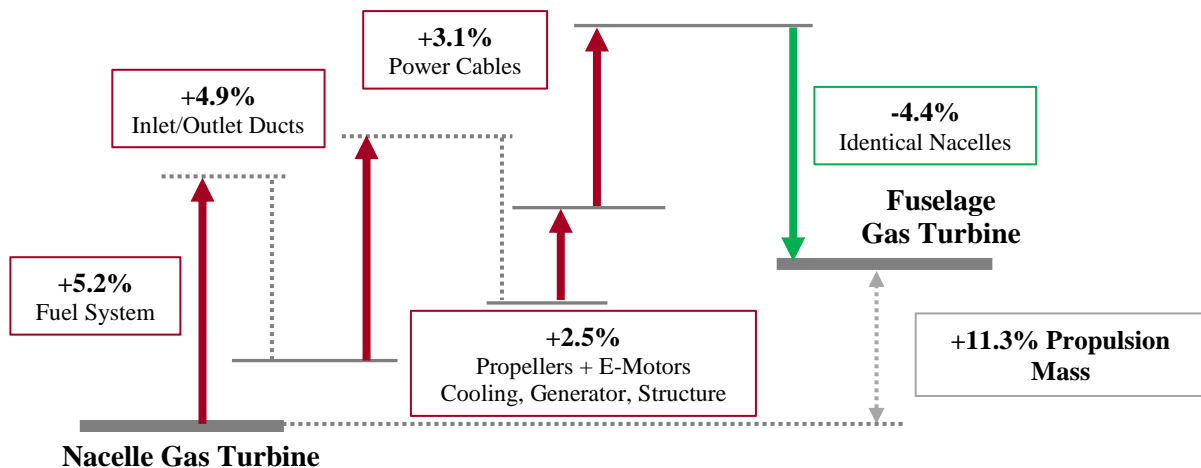 +3.1%
Power Cables
+4.9%
Inlet/Outlet Ducts
-4.4%
Identical Nacelles
Fuselage
Gas Turbine
+5.2%
Fuel System
+2.5%
Propellers + E-Motors
Cooling, Generator, Structure
+11.3% Propulsion
Mass
Nacelle Gas Turbine